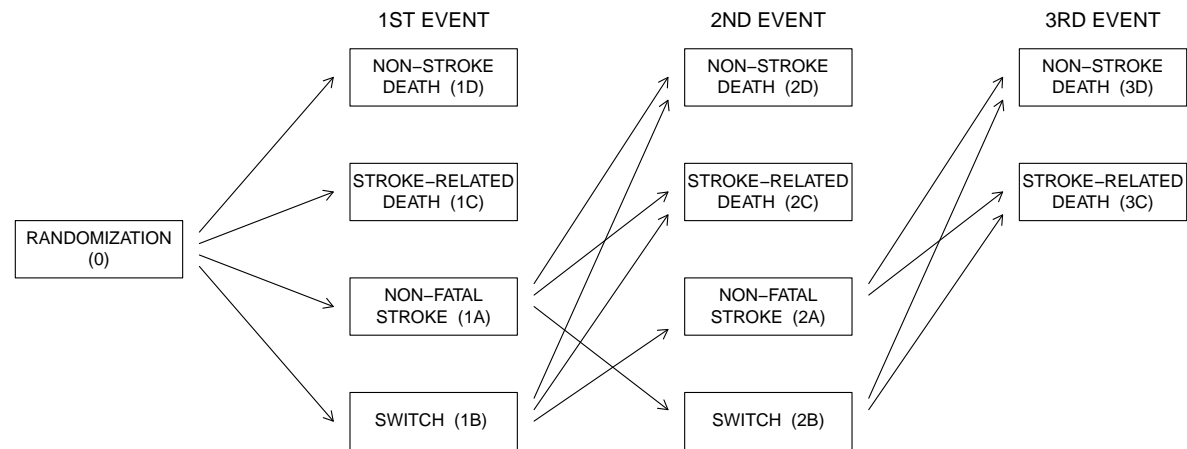 1ST EVENT
2ND EVENT
3RD EVENT
RANDOMIZATION
(0)
NON−STROKE
DEATH (1D)
STROKE−RELATED
DEATH (1C)
NON−FATAL
STROKE (1A)
SWITCH (1B)
NON−STROKE
DEATH (2D)
STROKE−RELATED
DEATH (2C)
NON−FATAL
STROKE (2A)
SWITCH (2B)
NON−STROKE
DEATH (3D)
STROKE−RELATED
DEATH (3C)